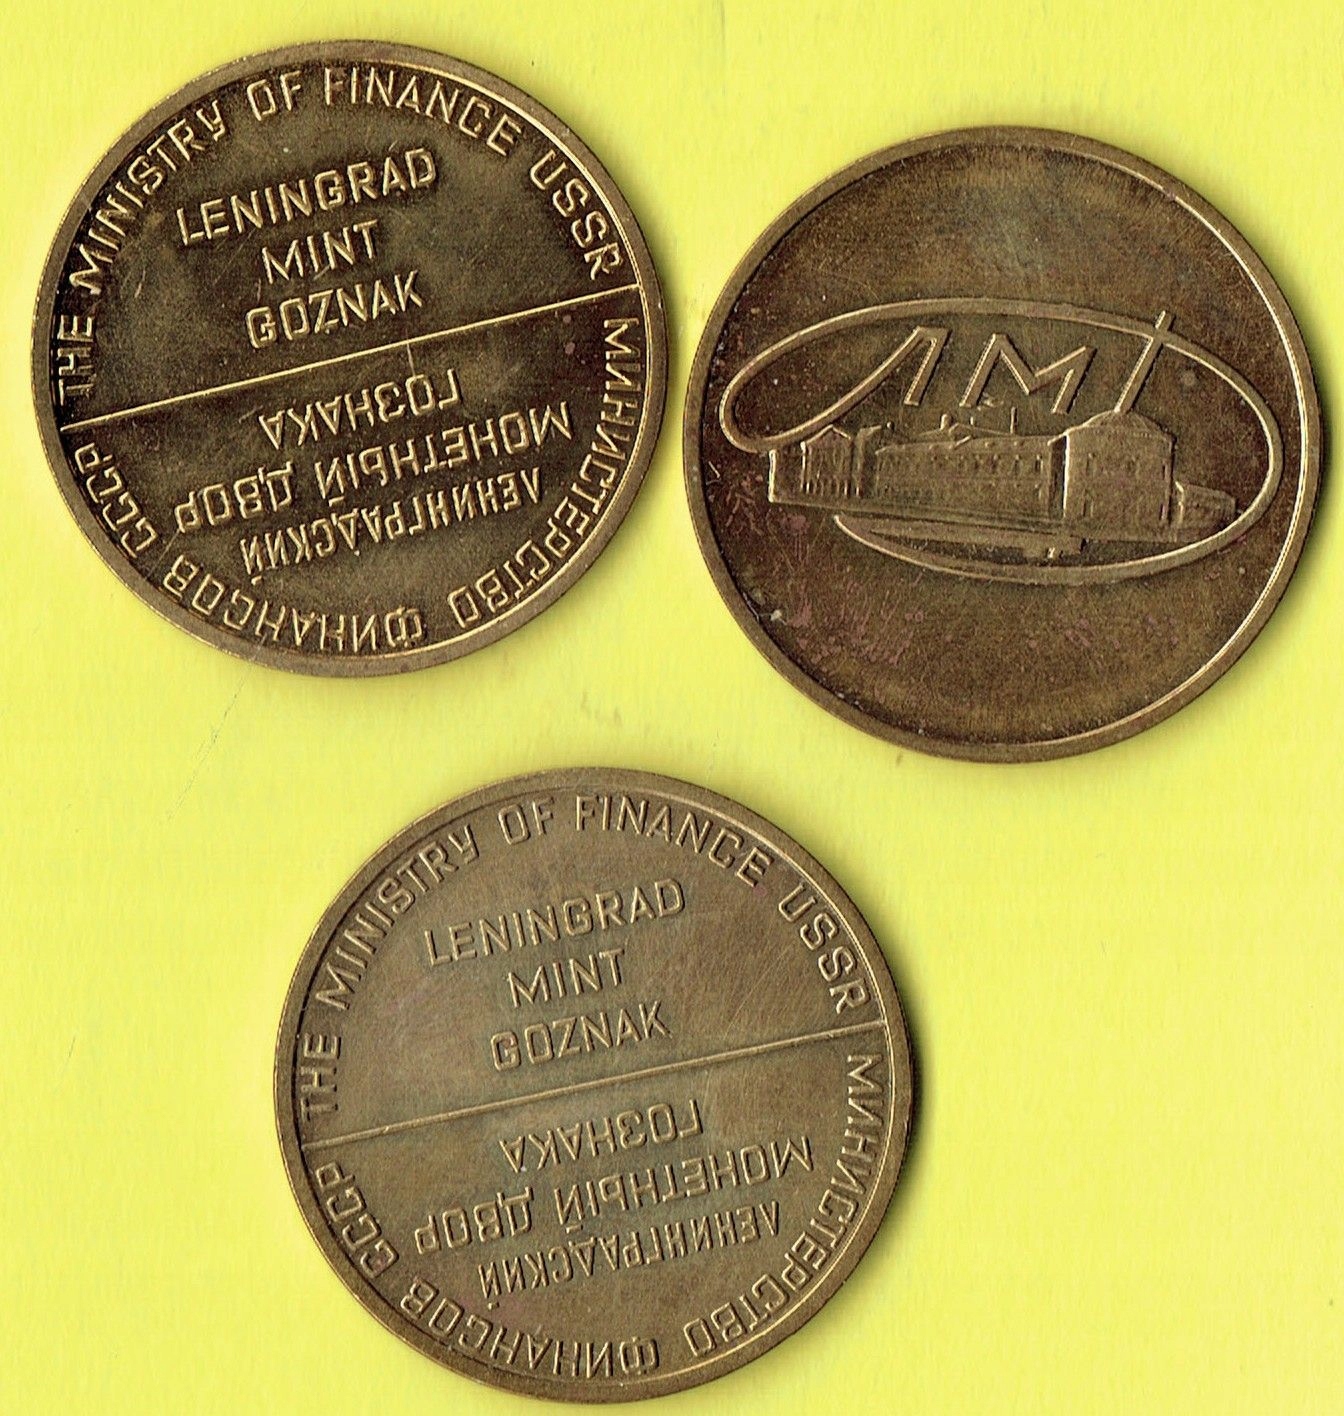 THE MINISTRY OF FINANCE USSR
LENINGRAD
MINT
GOZNAK
МИНИСТЕРСТВО ФИНАНСОВ СССР
ЛЕНИНГРАДСКИЙ
МОНЕТНЫЙ ДВОР
ГОЗНАКА
ЛМД
THE MINISTRY OF FINANCE USSR
LENINGRAD
MINT
GOZNAK
МИНИСТЕРСТВО ФИНАНСОВ СССР
ЛЕНИНГРАДСКИЙ
МОНЕТНЫЙ ДВОР
ГОЗНАКА